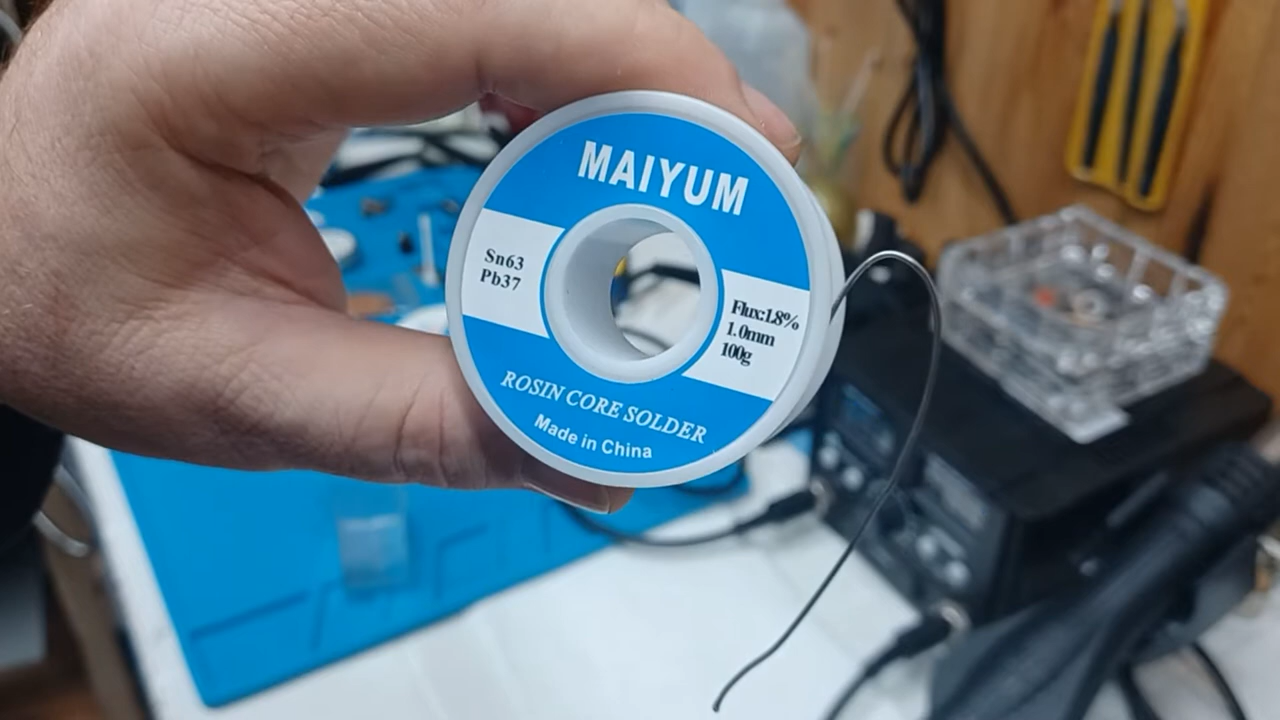 MAIYUM
Sn63
Pb37
Flux:1.8%
1.0mm
100g
ROSIN CORE SOLDER
Made in China